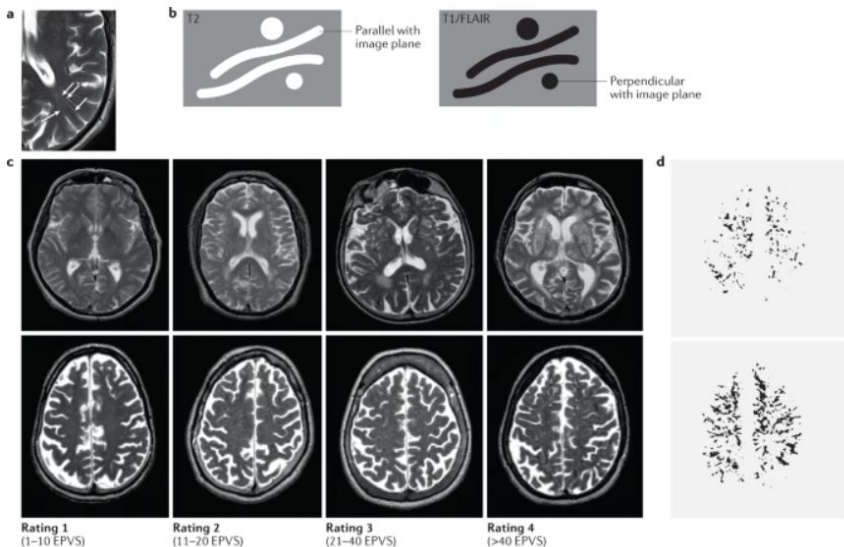 a
b
T2
Parallel with
image plane
T1/FLAIR
Perpendicular
with image plane
c
d
Rating 1
(1–10 EPVS)
Rating 2
(11–20 EPVS)
Rating 3
(21–40 EPVS)
Rating 4
(>40 EPVS)